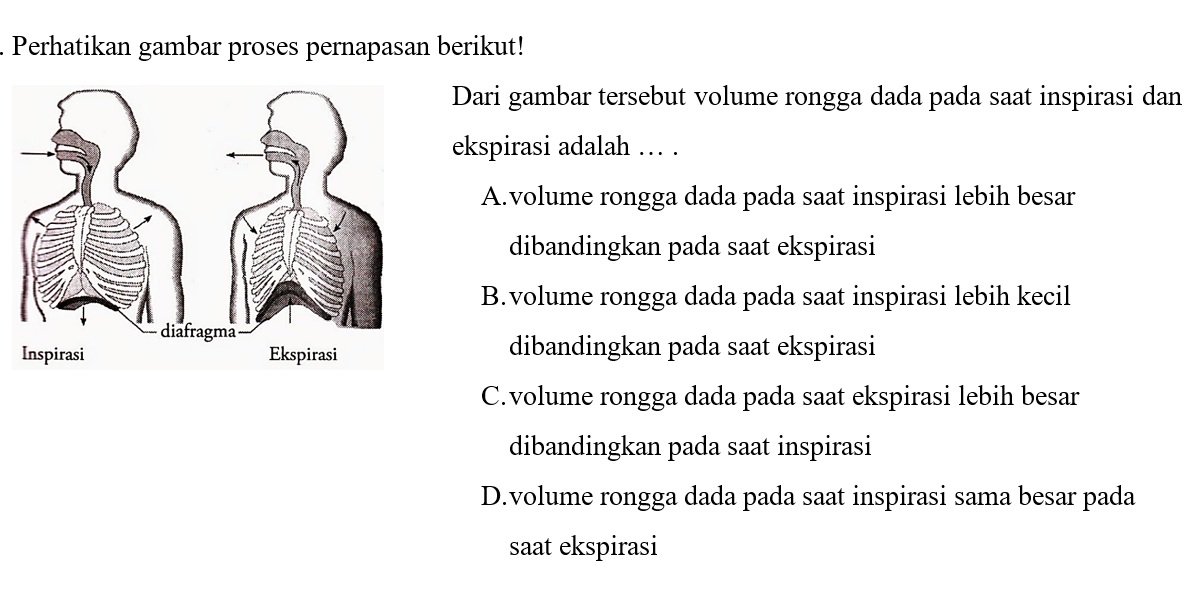 . Perhatikan gambar proses pernapasan berikut!
Dari gambar tersebut volume rongga dada pada saat inspirasi dan
ekspirasi adalah … .
A.volume rongga dada pada saat inspirasi lebih besar
dibandingkan pada saat ekspirasi
B.volume rongga dada pada saat inspirasi lebih kecil
dibandingkan pada saat ekspirasi
C.volume rongga dada pada saat ekspirasi lebih besar
dibandingkan pada saat inspirasi
D.volume rongga dada pada saat inspirasi sama besar pada
saat ekspirasi
diafragma
Inspirasi
Ekspirasi